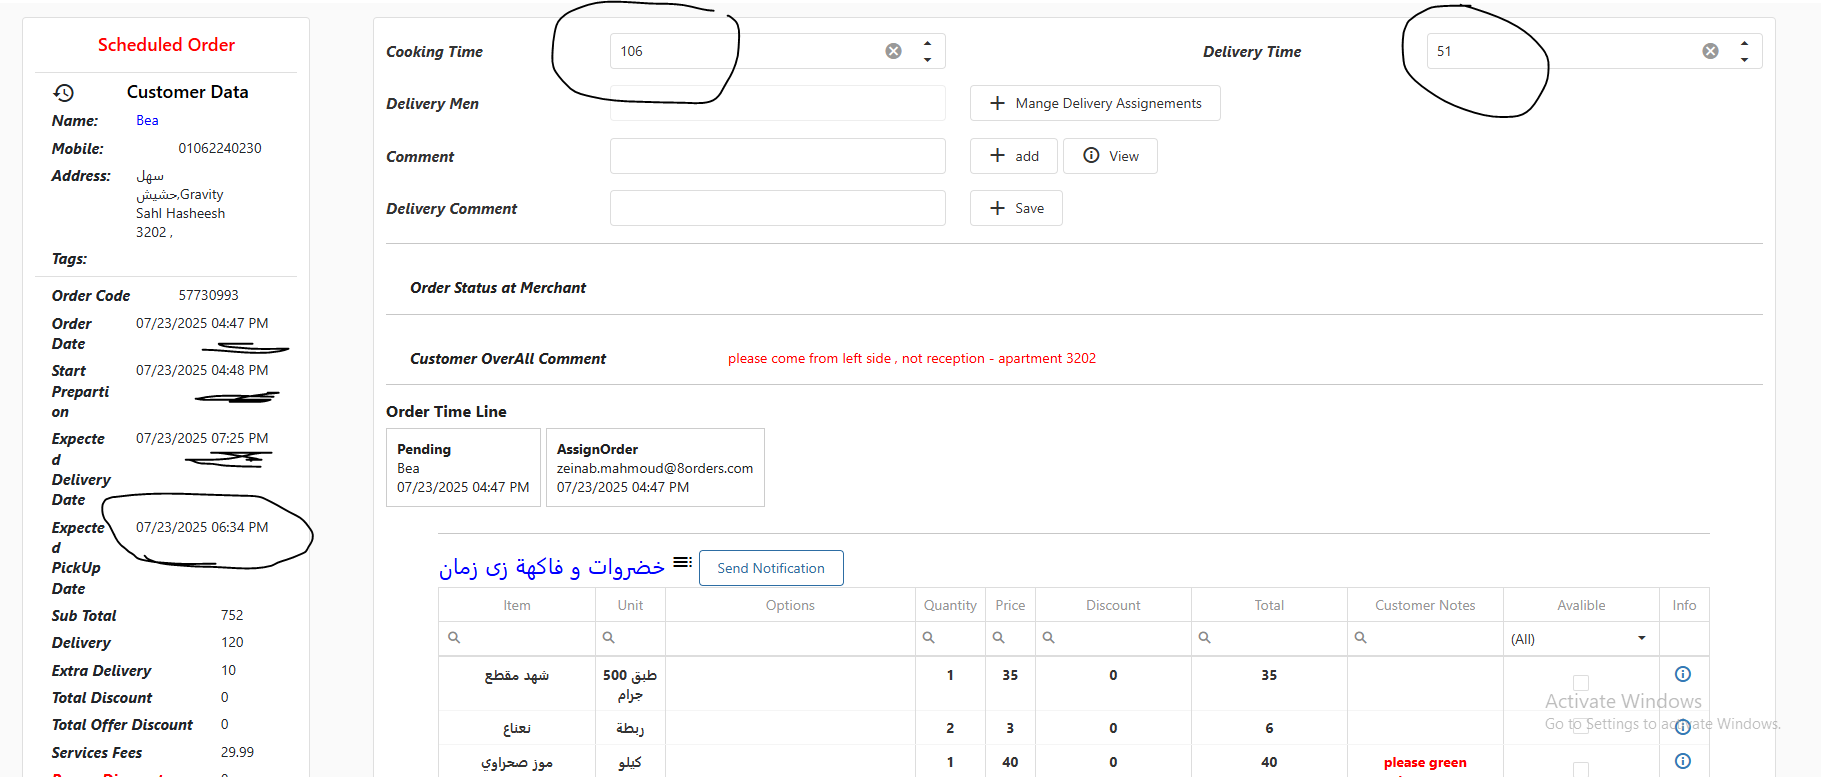 Scheduled Order
Customer Data
Name: Bea
Mobile: 01062240230
Address: سهل
حشيش,Gravity
Sahl Hasheesh
3202 ,
Tags:
Order Code 57730993
Order Date 07/23/2025 04:47 PM
Start Prepartion 07/23/2025 04:48 PM
Expected Delivery Date 07/23/2025 07:25 PM
Expected PickUp Date 07/23/2025 06:34 PM
Sub Total 752
Delivery 120
Extra Delivery 10
Total Discount 0
Total Offer Discount 0
Services Fees 29.99
Cooking Time 106 Delivery Time 51
Delivery Men + Mange Delivery Assignements
Comment + add View
Delivery Comment + Save
Order Status at Merchant
Customer OverAll Comment please come from left side , not reception - apartment 3202
Order Time Line
Pending
Bea
07/23/2025 04:47 PM
AssignOrder
zeinab.mahmoud@8orders.com
07/23/2025 04:47 PM
خضروات و فاكهة زى زمان Send Notification
Item Unit Options Quantity Price Discount Total Customer Notes Avalible Info
(All)
شهد مقطع طبق 500 جرام 1 35 0 35
نعناع ربطة 2 3 0 6
موز صحراوي كيلو 1 40 0 40 please green
Activate Windows
Go to Settings to activate Windows.